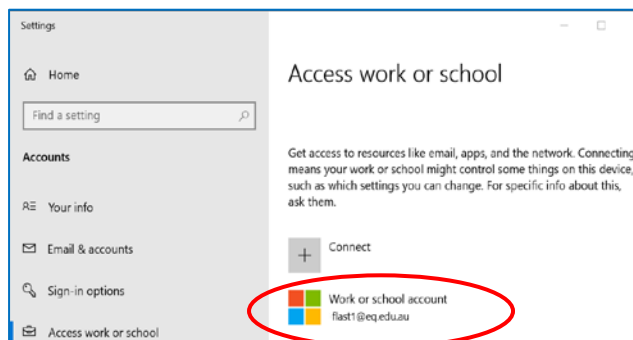 Settings
Home
Find a setting
Accounts
Your info
Email & accounts
Sign-in options
Access work or school
Access work or school
Get access to resources like email, apps, and the network. Connecting
means your work or school might control some things on this device,
such as which settings you can change. For specific info about this,
ask them.
Connect
Work or school account
flast1@eq.edu.au